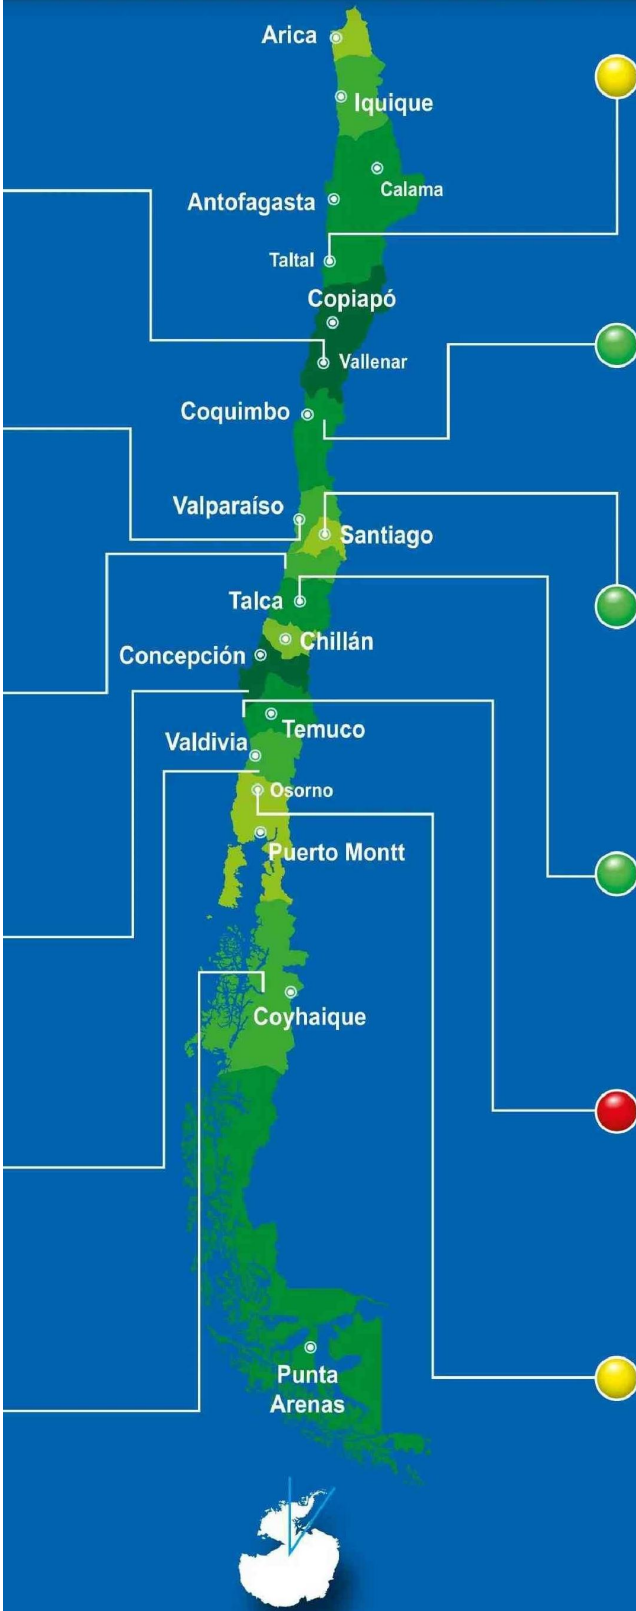 Arica
Iquique
Calama
Antofagasta
Taltal
Copiapó
Vallenar
Coquimbo
Valparaíso
Santiago
Talca
Chillán
Concepción
Temuco
Valdivia
Osorno
Puerto Montt
Coyhaique
Punta
Arenas